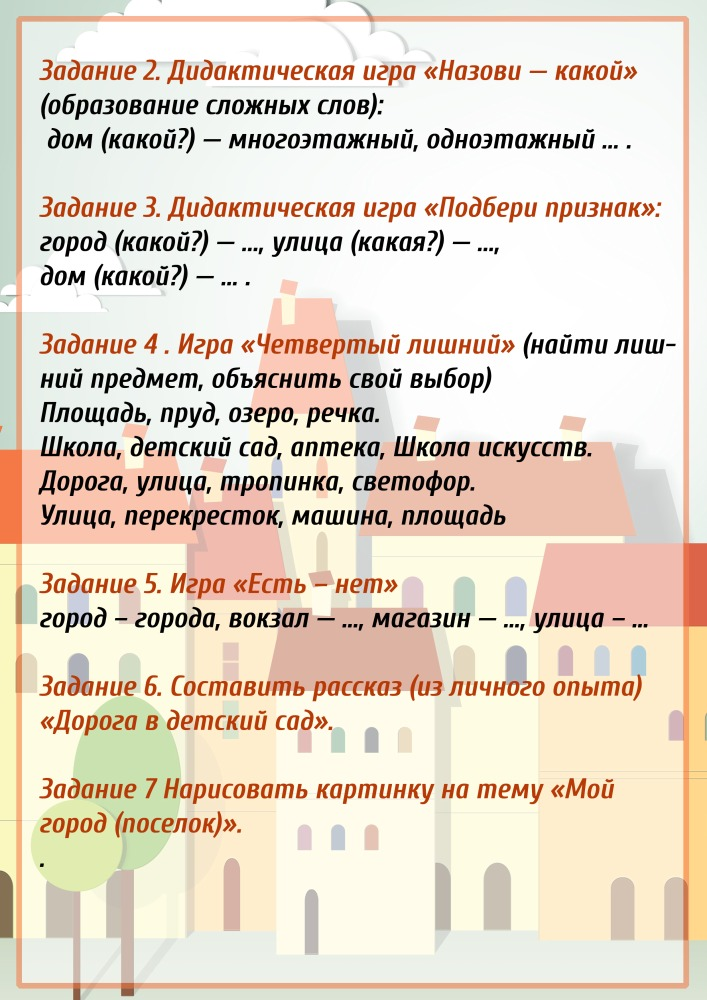 Задание 2. Дидактическая игра «Назови — какой»
(образование сложных слов):
дом (какой?) — многоэтажный, одноэтажный ... .
Задание 3. Дидактическая игра «Подбери признак»:
город (какой?) — ..., улица (какая?) — ...,
дом (какой?) — ... .
Задание 4 . Игра «Четвертый лишний» (найти лиш-
ний предмет, объяснить свой выбор)
Площадь, пруд, озеро, речка.
Школа, детский сад, аптека, Школа искусств.
Дорога, улица, тропинка, светофор.
Улица, перекресток, машина, площадь
Задание 5. Игра «Есть – нет»
город – города, вокзал — ..., магазин — ..., улица – ...
Задание 6. Составить рассказ (из личного опыта)
«Дорога в детский сад».
Задание 7 Нарисовать картинку на тему «Мой
город (поселок)».
.